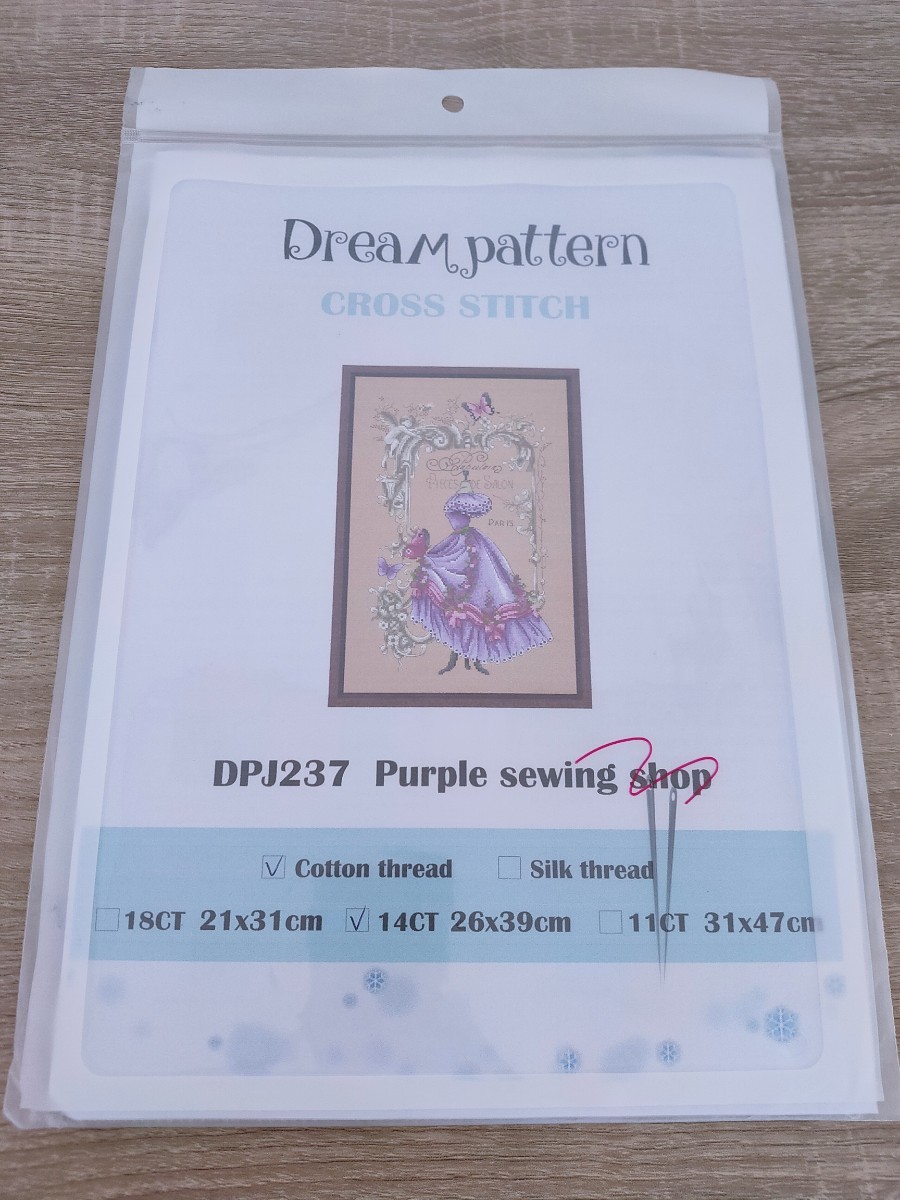 Dream pattern
CROSS STITCH
PIECES DE SALON
PARIS
DPJ237 Purple sewing shop
☑ Cotton thread ☐ Silk thread
☐ 18CT 21x31cm ☑ 14CT 26x39cm ☐ 11CT 31x47cm